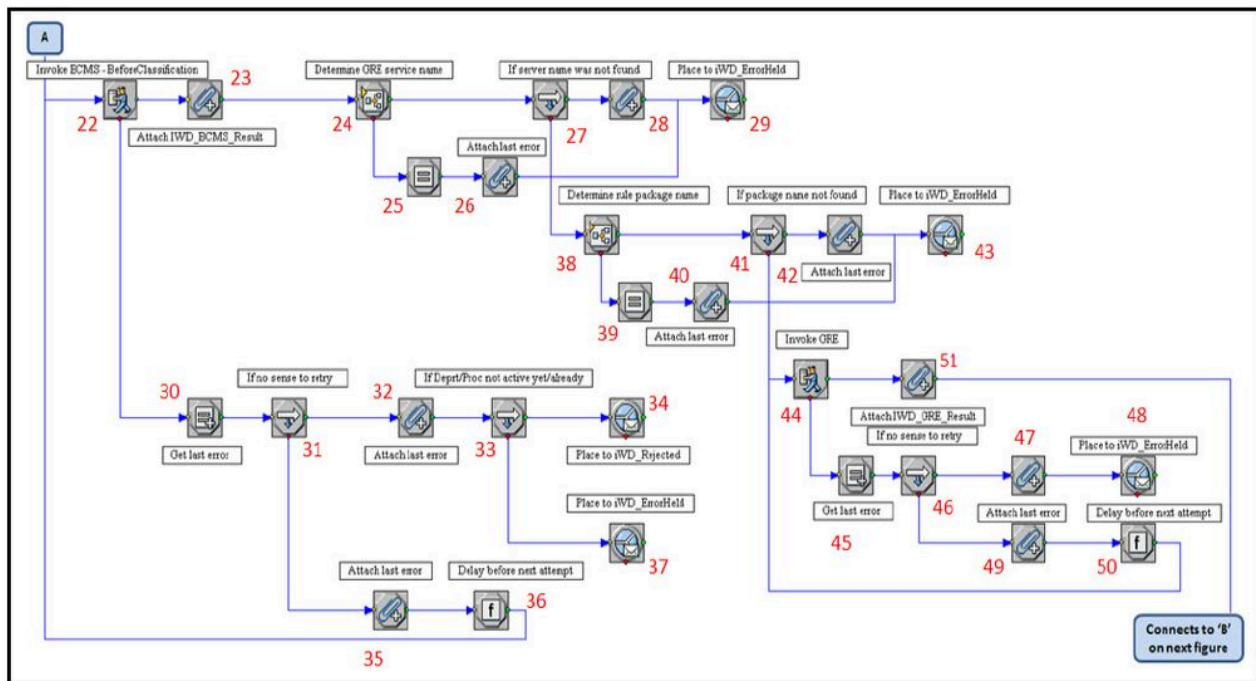 A
Invoke ECMS - BeforeClassification
23
Determine GRE service name
If server name was not found
Place to iWD_ErrorHeld
22
Attach IWD_BCMS_Result
24
27
28
29
Attach last error
25
26
Determine rule package name
If package name not found
Place to iWD_ErrorHeld
38
40
41
42
43
Attach last error
39
Attach last error
Invoke GRE
51
30
If no sense to retry
32
If Deprt/Proc not active yet/already
34
44
Attach IWD_GRE_Result
48
If no sense to retry
47
Get last error
31
Attach last error
33
Place to iWD_Rejected
Place to iWD_ErrorHeld
46
Place to iWD_ErrorHeld
Get last error
Attach last error
Delay before next attempt
45
37
49
50
Attach last error
Delay before next attempt
36
35
Connects to 'B'
on next figure
f
f